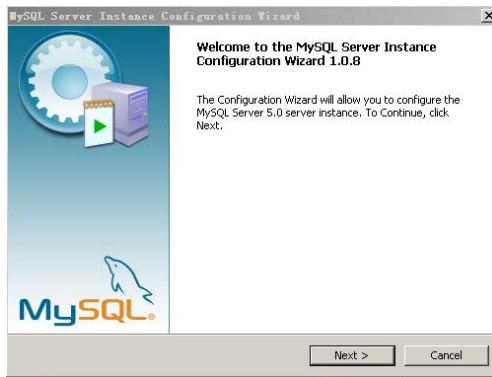 MySQL Server Instance Configuration Wizard
Welcome to the MySQL Server Instance
Configuration Wizard 1.0.8
The Configuration Wizard will allow you to configure the
MySQL Server 5.0 server instance. To Continue, click
Next.
MySQL®
Next >
Cancel